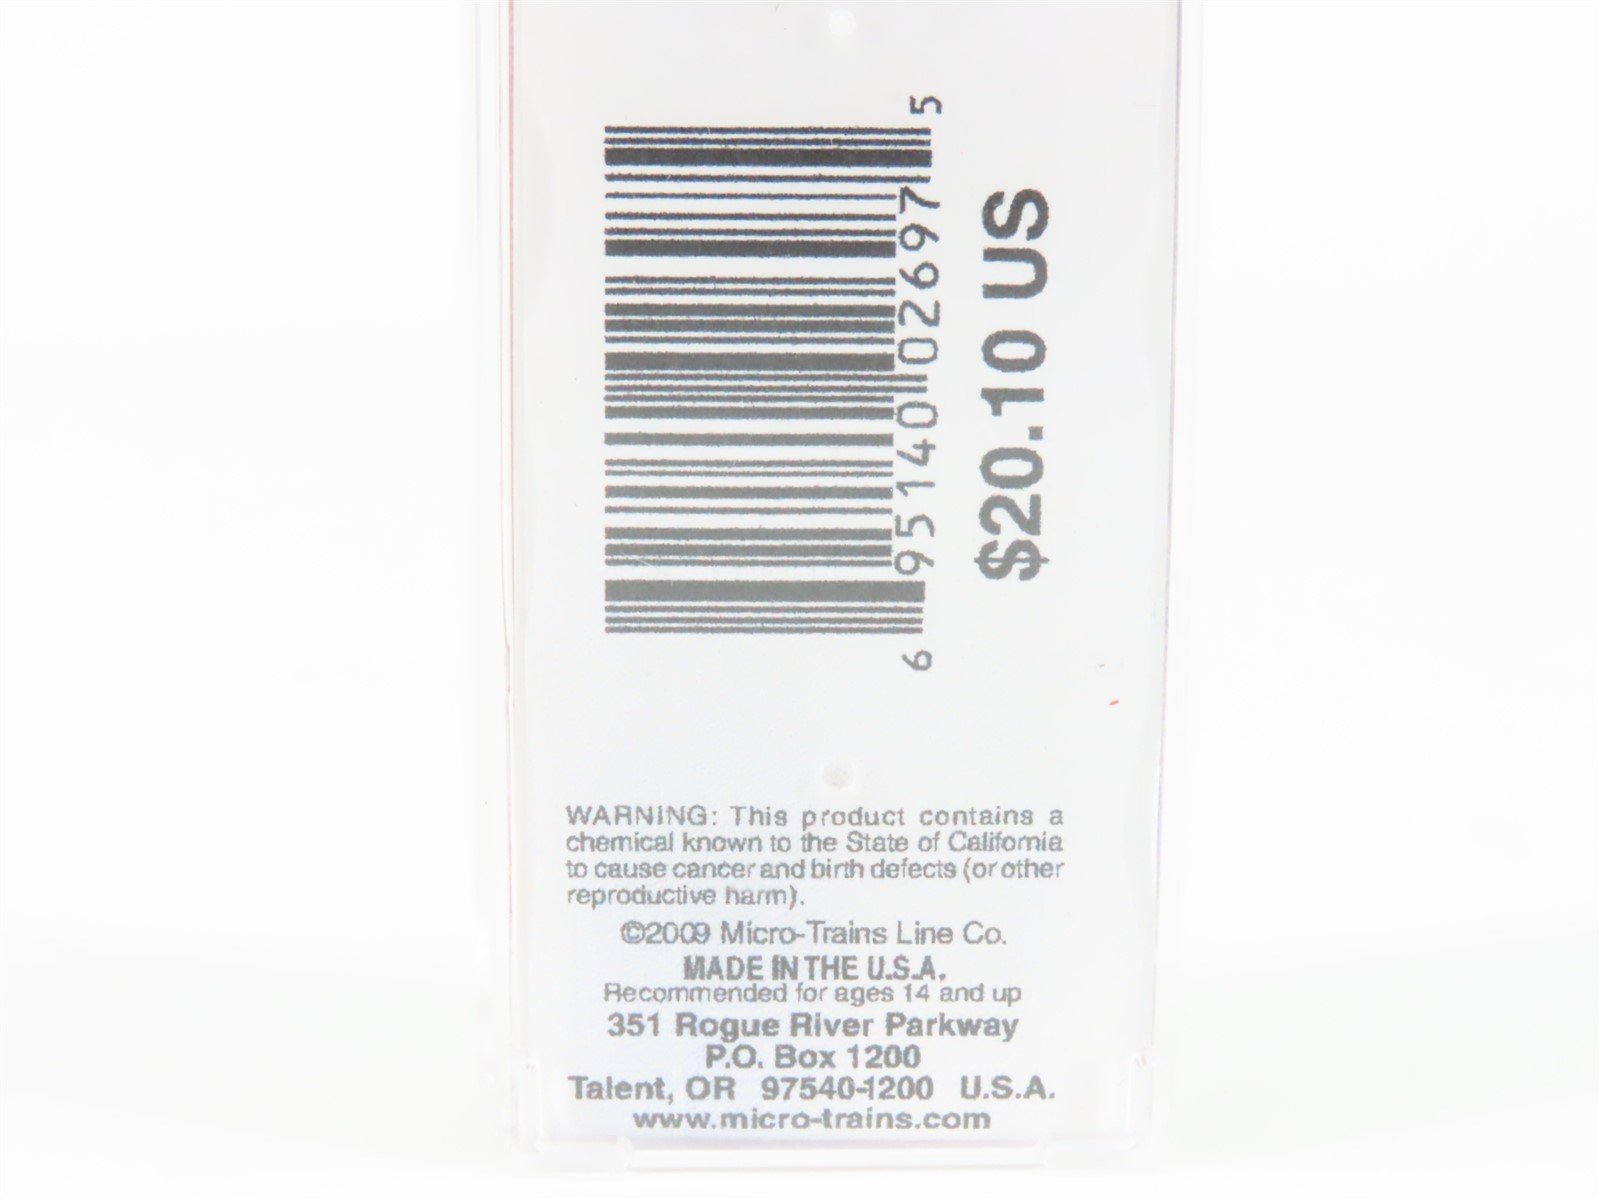 6 95140 02697 5
$20.10 US
WARNING: This product contains a
chemical known to the State of California
to cause cancer and birth defects (or other
reproductive harm).
©2009 Micro-Trains Line Co.
MADE IN THE U.S.A.
Recommended for ages 14 and up
351 Rogue River Parkway
P.O. Box 1200
Talent, OR 97540-1200 U.S.A.
www.micro-trains.com